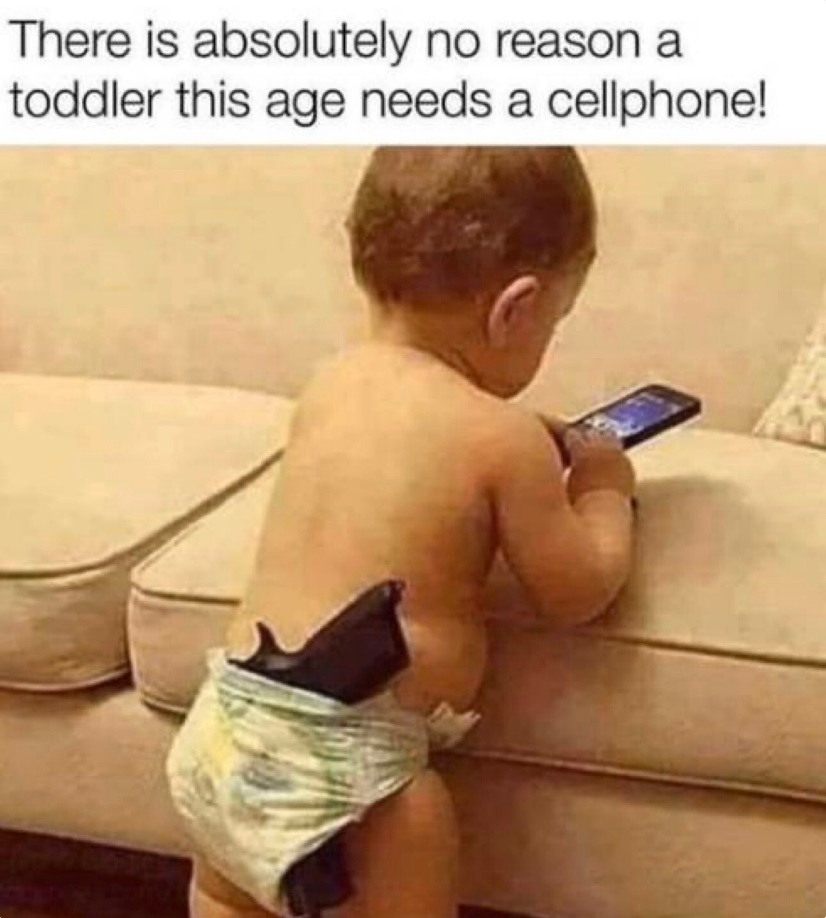 There is absolutely no reason a
toddler this age needs a cellphone!